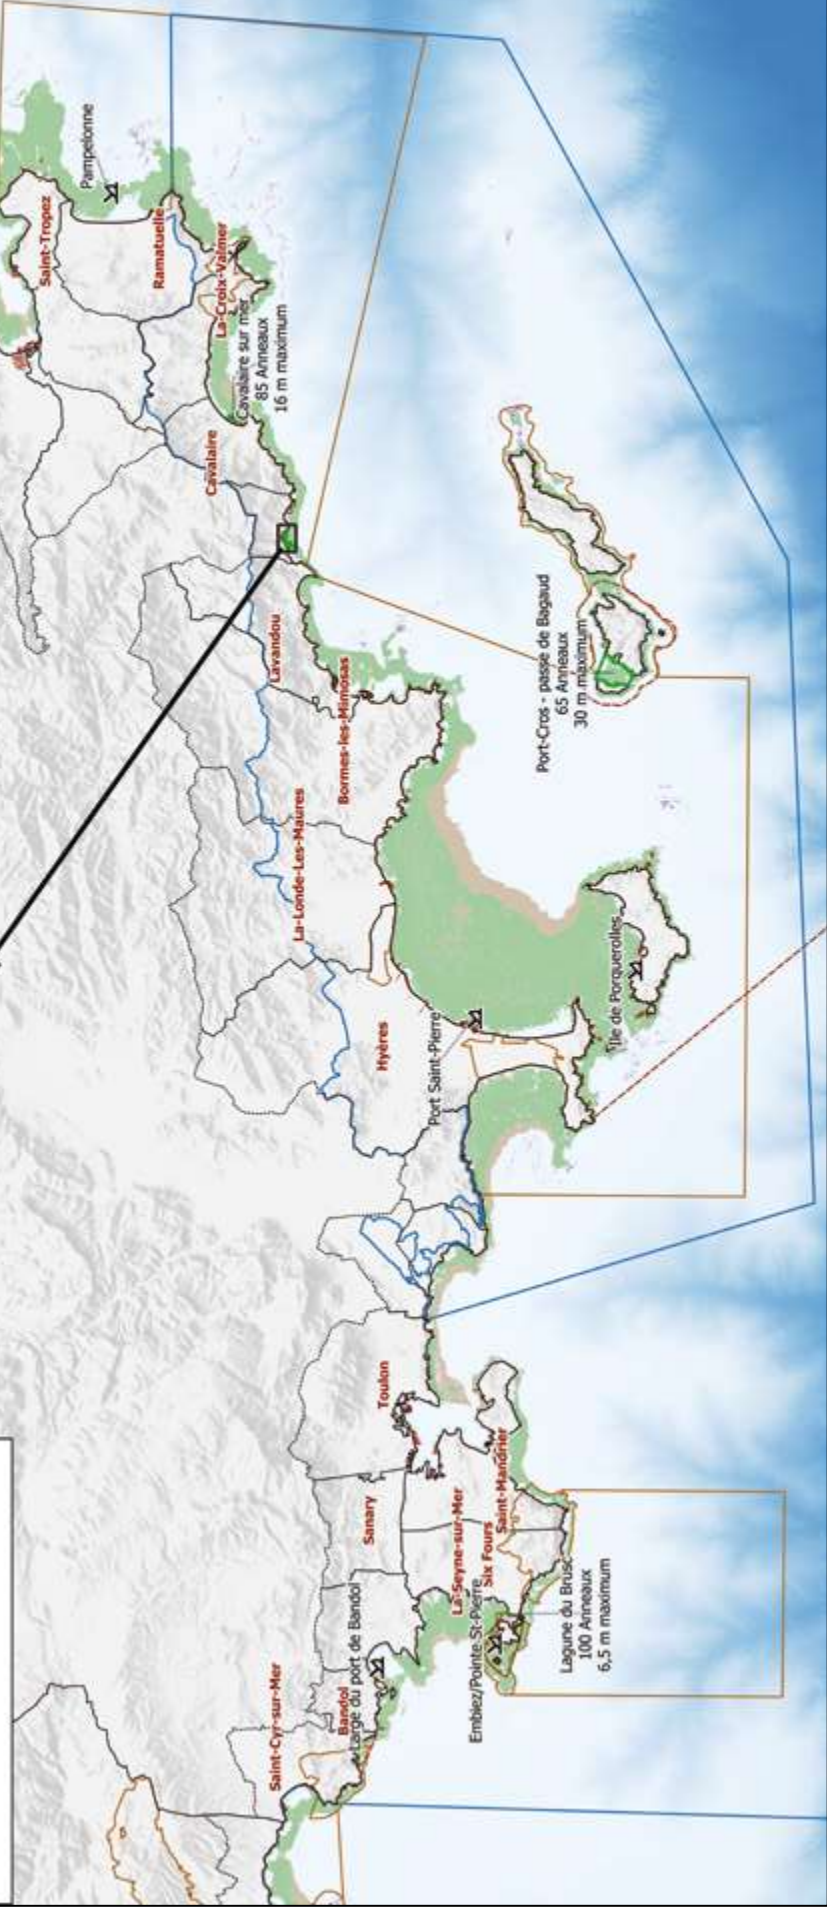 Saint-Cyr-sur-Mer
Bandol
Large du port de Bandol
Sanary
Toulon
La-Seyne-sur-Mer
Six Fours
Saint-Mandrier
Embiez/Pointe St-Pierre
Lagune du Brusc
100 Anneaux
6,5 m maximum
Hyères
Port Saint-Pierre
Île de Porquerolles
La-Londe-Les-Maures
Bormes-les-Mimosas
Lavandou
Port-Cros - passe de Bagaud
65 Anneaux
30 m maximum
Cavalaire
Cavalaire sur mer
85 Anneaux
16 m maximum
La-Croix-Valmer
Ramatuelle
Saint-Tropez
Pampelonne